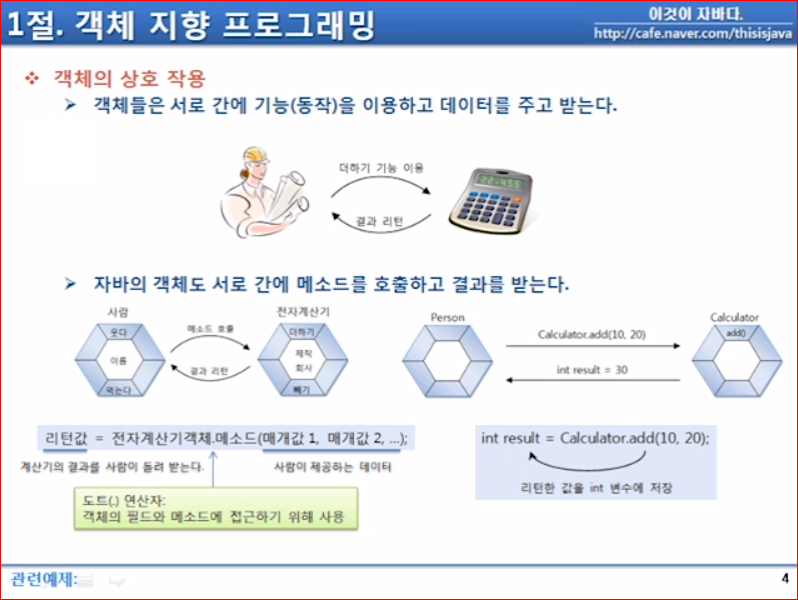 1절. 객체 지향 프로그래밍
이것이 자바다.
http://cafe.naver.com/thisisjava
❖ 객체의 상호 작용
➢ 객체들은 서로 간에 기능(동작)을 이용하고 데이터를 주고 받는다.
더하기 기능 이용
결과 리턴
➢ 자바의 객체도 서로 간에 메소드를 호출하고 결과를 받는다.
사람
웃다
이름
먹는다
메소드 호출
결과 리턴
전자계산기
더하기
제작
회사
빼기
Person
Calculator.add(10, 20)
int result = 30
Calculator
add()
리턴값 = 전자계산기객체.메소드(매개값 1, 매개값 2, ...);
계산기의 결과를 사람이 돌려 받는다.
사람이 제공하는 데이터
도트(.) 연산자:
객체의 필드와 메소드에 접근하기 위해 사용
int result = Calculator.add(10, 20);
리턴한 값을 int 변수에 저장
관련예제:
4